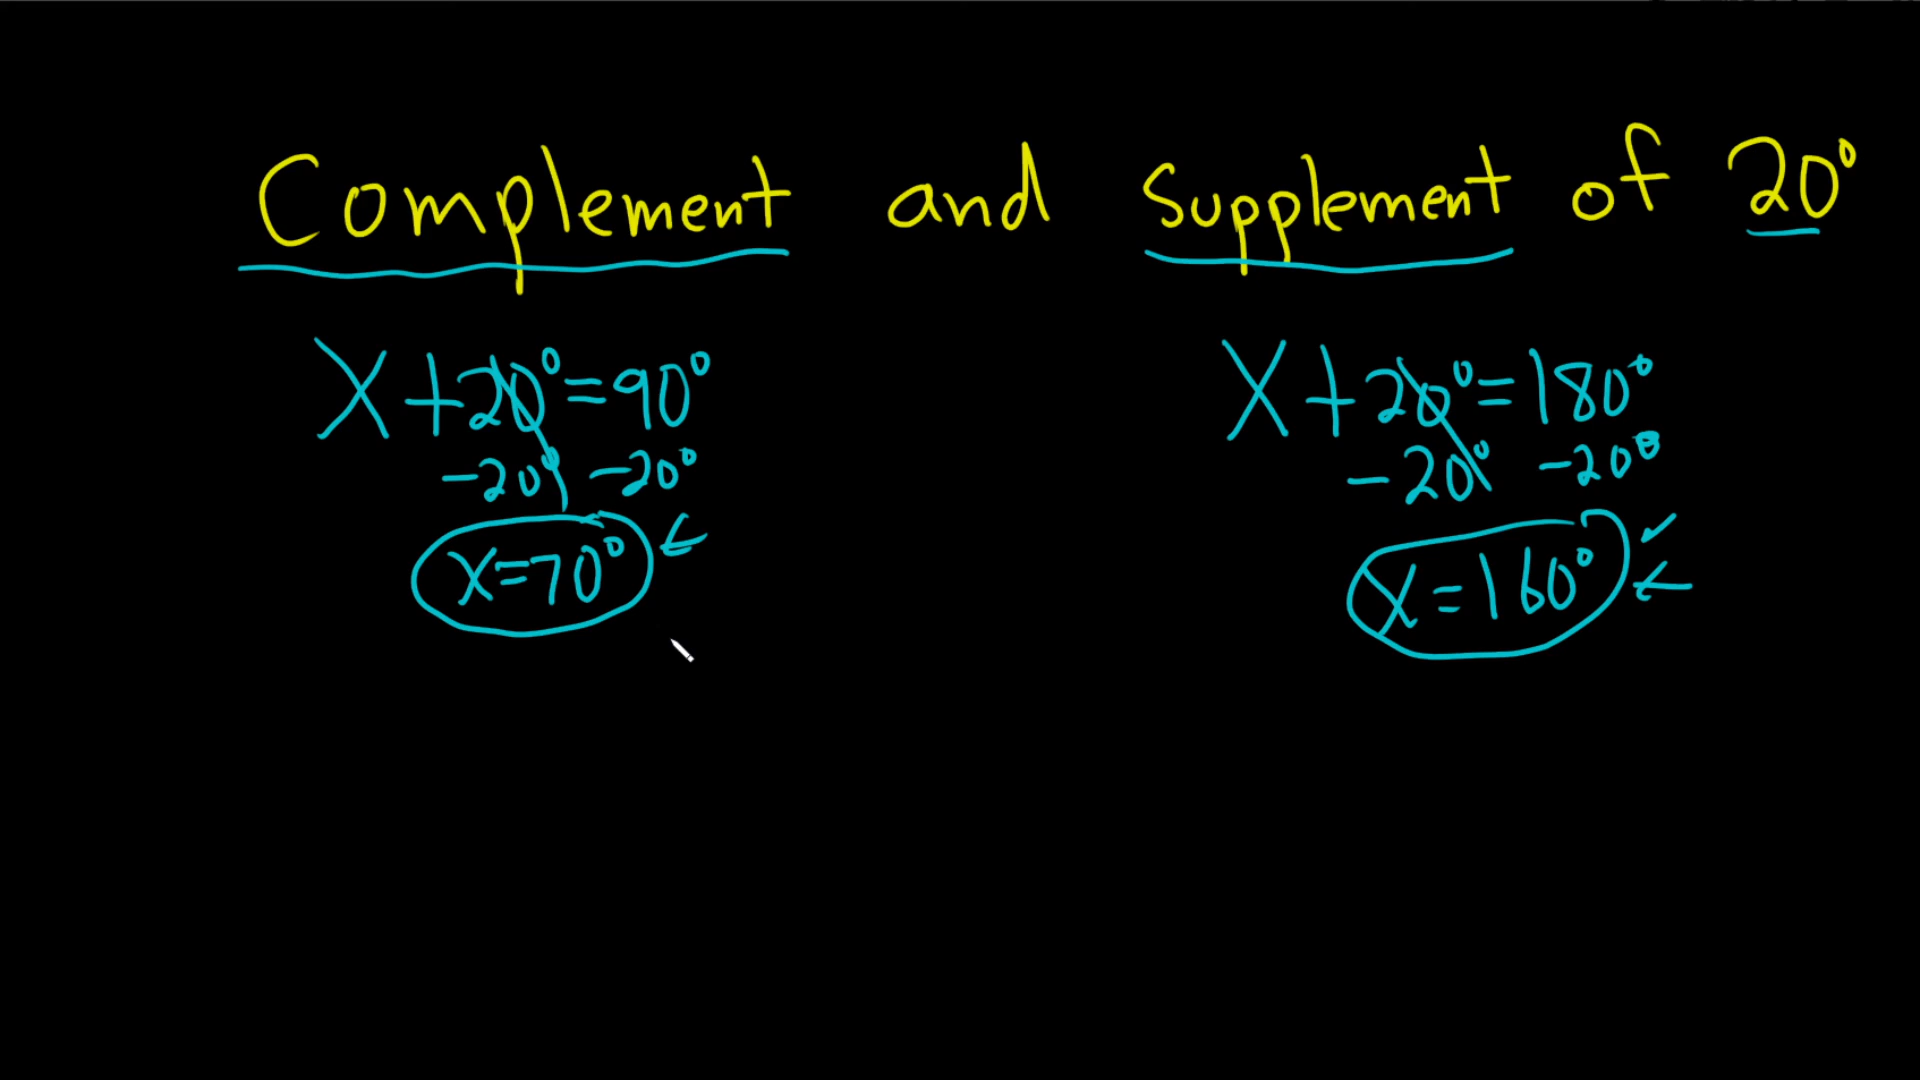 Complement and Supplement of 20°
X+20°=90°
-20° -20°
x=70°
X+20°=180°
-20° -20°
x=160°